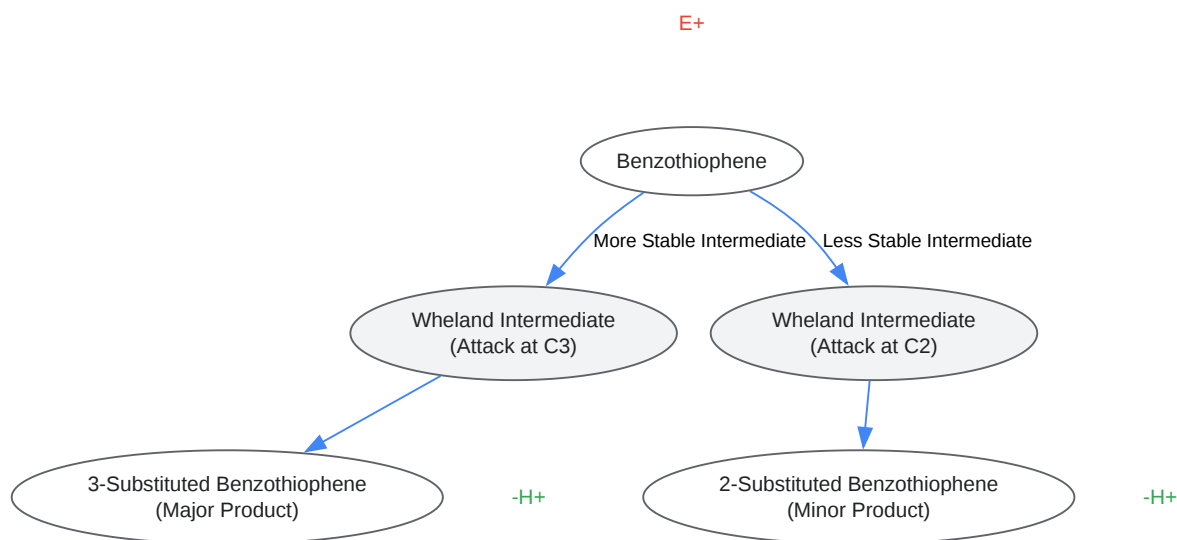 E+
Benzothiophene
More Stable Intermediate
Less Stable Intermediate
Wheland Intermediate
(Attack at C3)
Wheland Intermediate
(Attack at C2)
3-Substituted Benzothiophene
(Major Product)
-H+
2-Substituted Benzothiophene
(Minor Product)
-H+